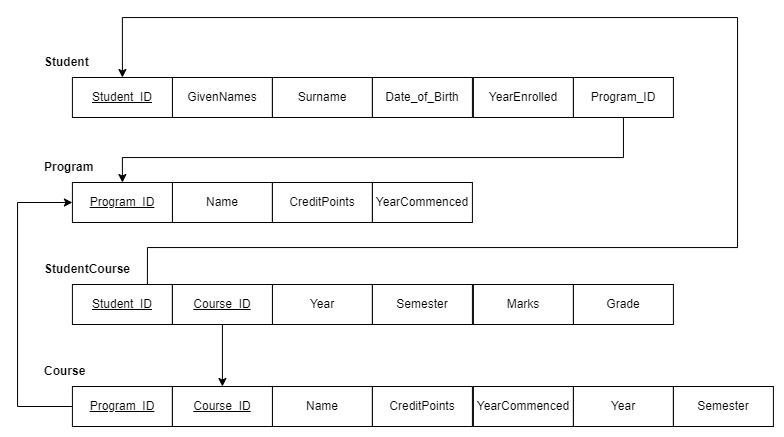 Student
Student_ID GivenNames Surname Date_of_Birth YearEnrolled Program_ID
Program
Program_ID Name CreditPoints YearCommenced
StudentCourse
Student_ID Course_ID Year Semester Marks Grade
Course
Program_ID Course_ID Name CreditPoints YearCommenced Year Semester